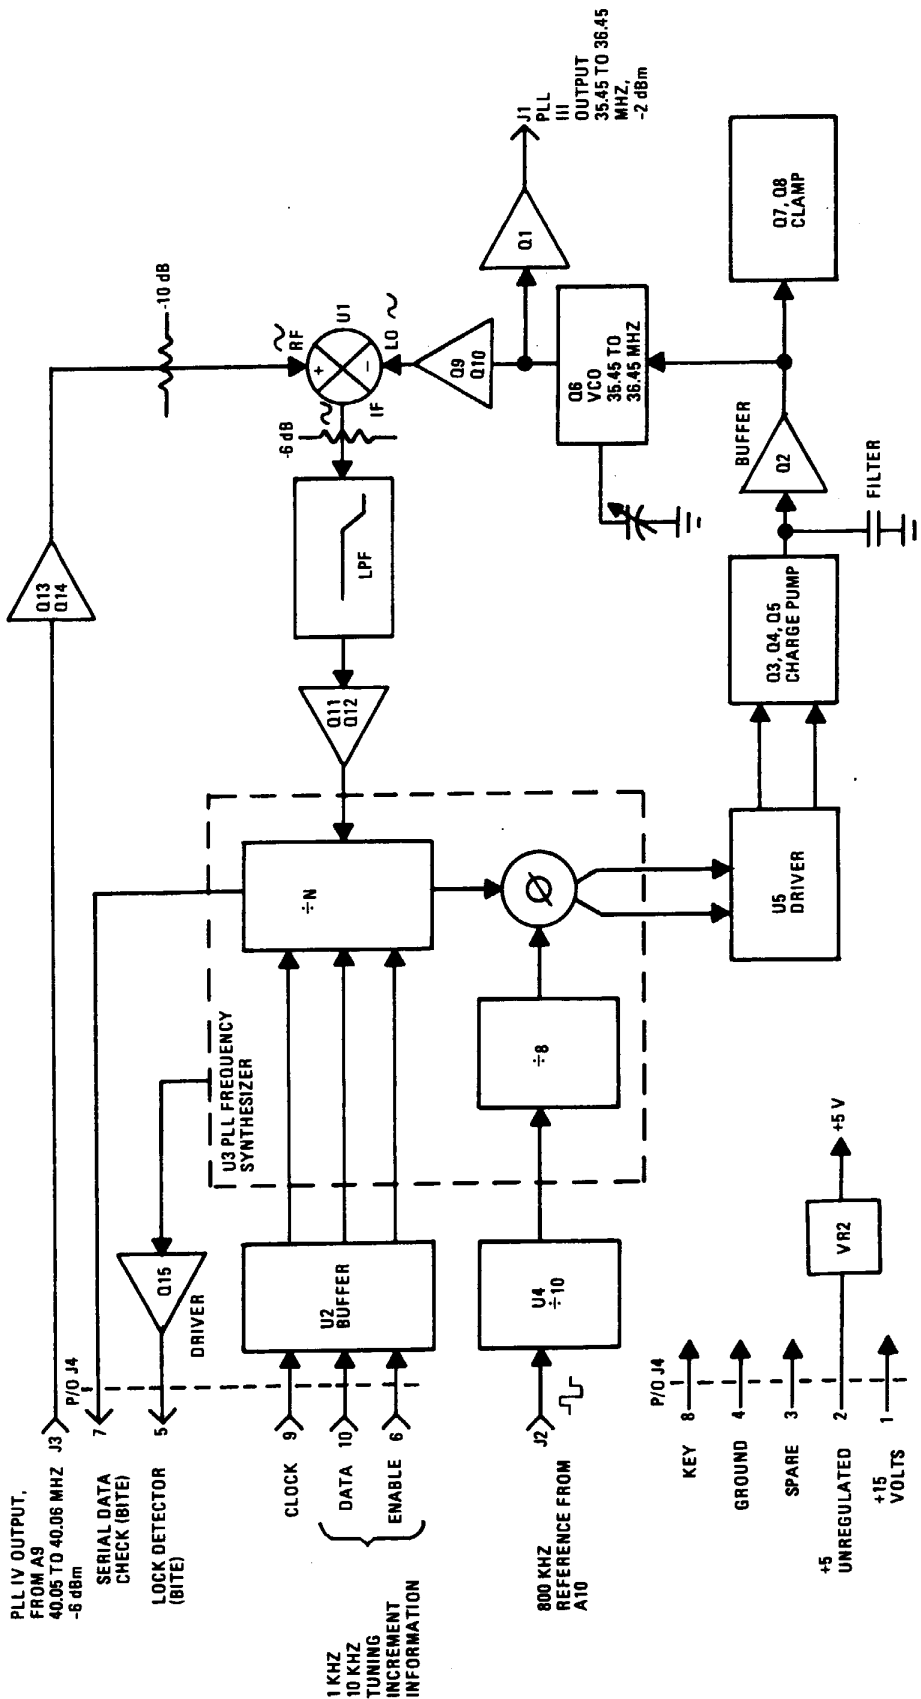 PLL IV OUTPUT,
FROM A9
40.05 TO 40.06 MHZ
-6 dBm
J3
Q13
Q14
-10 dB
P/O J4
7
SERIAL DATA
CHECK (BITE)
5
LOCK DETECTOR
(BITE)
Q15
DRIVER
U3 PLL FREQUENCY
SYNTHESIZER
CLOCK
9
DATA
10
ENABLE
6
1 KHZ
10 KHZ
TUNING
INCREMENT
INFORMATION
U2
BUFFER
÷N
Q11
Q12
LPF
-6 dB
IF
RF
U1
+
−
LO
Q9
Q10
Q1
J1
PLL
III
OUTPUT
35.45 TO 36.45
MHZ,
-2 dBm
Q6
VCO
35.45 TO
36.45 MHZ
800 KHZ
REFERENCE FROM
A10
J2
U4
÷10
÷8
Ø
U5
DRIVER
Q3, Q4, Q5
CHARGE PUMP
FILTER
BUFFER
Q2
Q7, Q8
CLAMP
P/O J4
KEY
8
GROUND
4
SPARE
3
+5
UNREGULATED
2
VR2
+5 V
+15
VOLTS
1